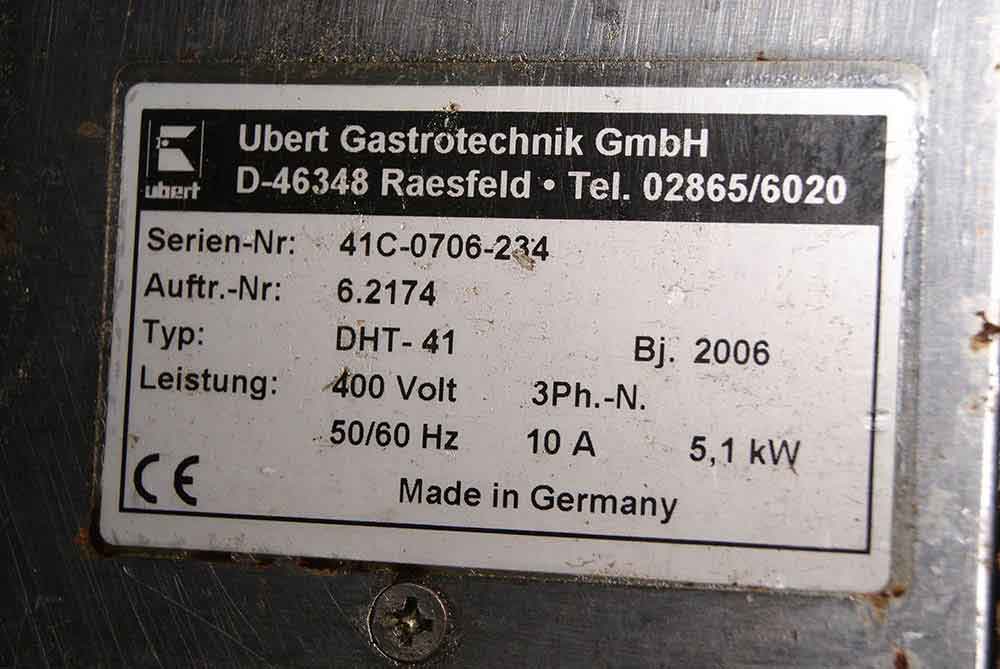 Ubert Gastrotechnik GmbH
ubert
D-46348 Raesfeld • Tel. 02865/6020
Serien-Nr: 41C-0706-234
Auftr.-Nr: 6.2174
Typ: DHT-41 Bj. 2006
Leistung: 400 Volt 3Ph.-N.
50/60 Hz 10 A 5,1 kW
CE Made in Germany